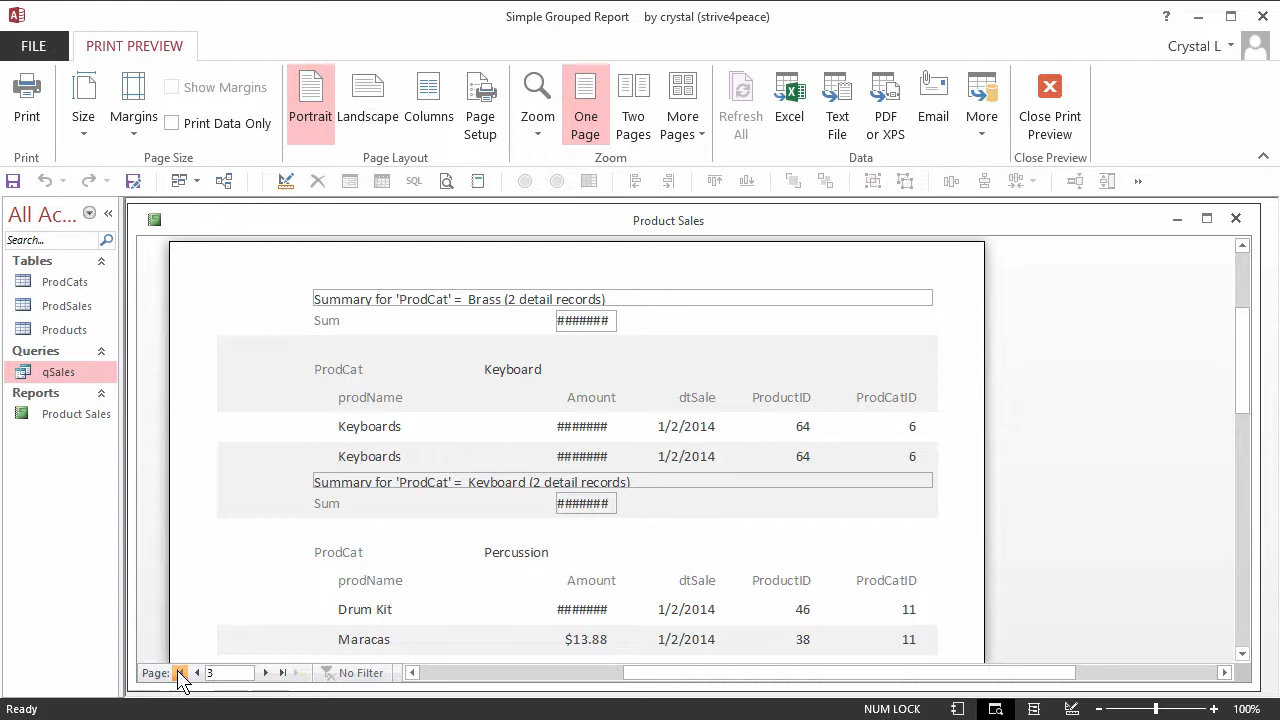 Simple Grouped Report by crystal (strive4peace)
?
FILE
PRINT PREVIEW
Crystal L
Print
Size
Margins
Show Margins
Print Data Only
Portrait
Landscape
Columns
Page Setup
Zoom
One Page
Two Pages
More Pages
Refresh All
Excel
Text File
PDF or XPS
Email
More
Close Print Preview
Print
Page Size
Page Layout
Zoom
Data
Close Preview
SQL
All Ac...
Search...
Tables
ProdCats
ProdSales
Products
Queries
qSales
Reports
Product Sales
Product Sales
Summary for 'ProdCat' = Brass (2 detail records)
Sum #######
ProdCat Keyboard
prodName Amount dtSale ProductID ProdCatID
Keyboards ####### 1/2/2014 64 6
Keyboards ####### 1/2/2014 64 6
Summary for 'ProdCat' = Keyboard (2 detail records)
Sum #######
ProdCat Percussion
prodName Amount dtSale ProductID ProdCatID
Drum Kit ####### 1/2/2014 46 11
Maracas $13.88 1/2/2014 38 11
Page: 3 No Filter
Ready NUM LOCK 100%